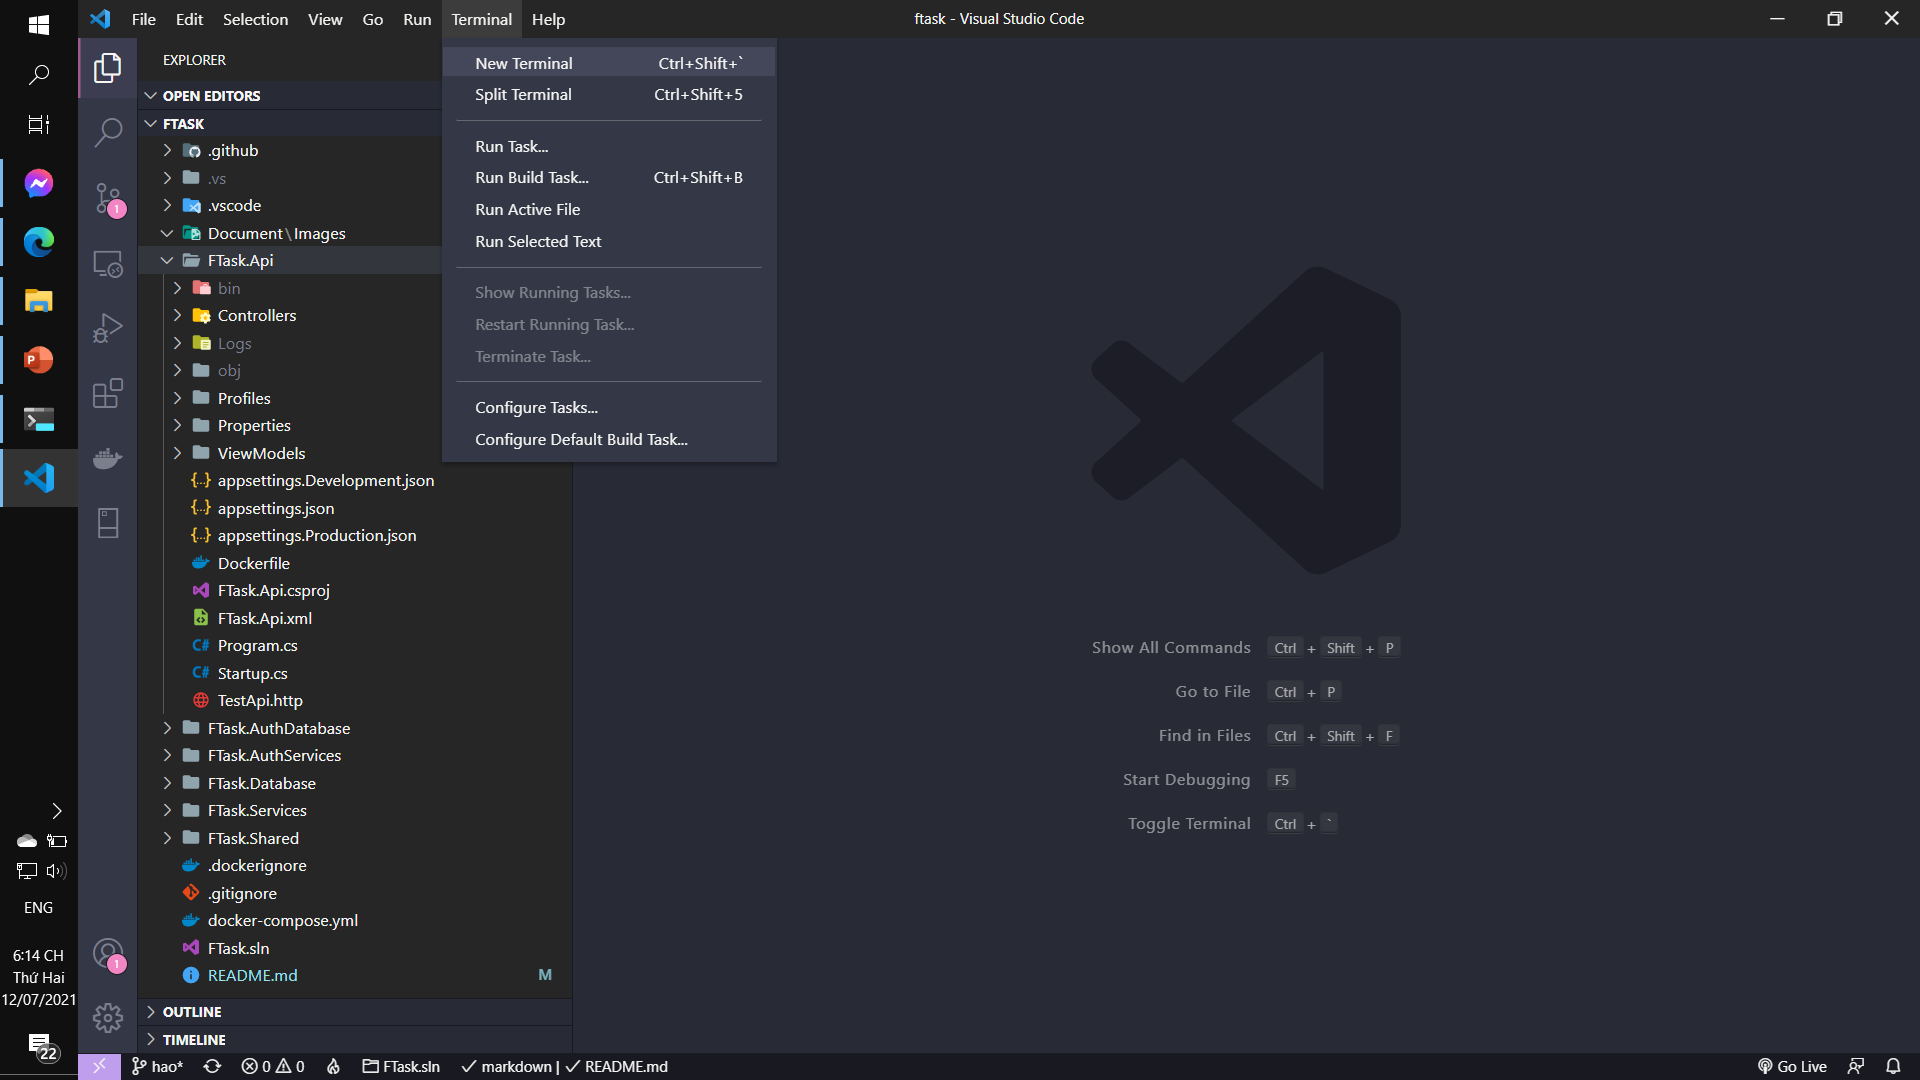 File Edit Selection View Go Run Terminal Help
ftask - Visual Studio Code
EXPLORER
OPEN EDITORS
FTASK
.github
.vs
.vscode
Document\Images
FTask.Api
bin
Controllers
Logs
obj
Profiles
Properties
ViewModels
appsettings.Development.json
appsettings.json
appsettings.Production.json
Dockerfile
FTask.Api.csproj
FTask.Api.xml
C# Program.cs
C# Startup.cs
TestApi.http
FTask.AuthDatabase
FTask.AuthServices
FTask.Database
FTask.Services
FTask.Shared
.dockerignore
.gitignore
docker-compose.yml
FTask.sln
README.md M
OUTLINE
TIMELINE
New Terminal Ctrl+Shift+`
Split Terminal Ctrl+Shift+5
Run Task...
Run Build Task... Ctrl+Shift+B
Run Active File
Run Selected Text
Show Running Tasks...
Restart Running Task...
Terminate Task...
Configure Tasks...
Configure Default Build Task...
Show All Commands Ctrl + Shift + P
Go to File Ctrl + P
Find in Files Ctrl + Shift + F
Start Debugging F5
Toggle Terminal Ctrl + `
1
1
P
ENG
6:14 CH
Thứ Hai
12/07/2021
22
hao* 0 0 FTask.sln markdown | README.md
Go Live